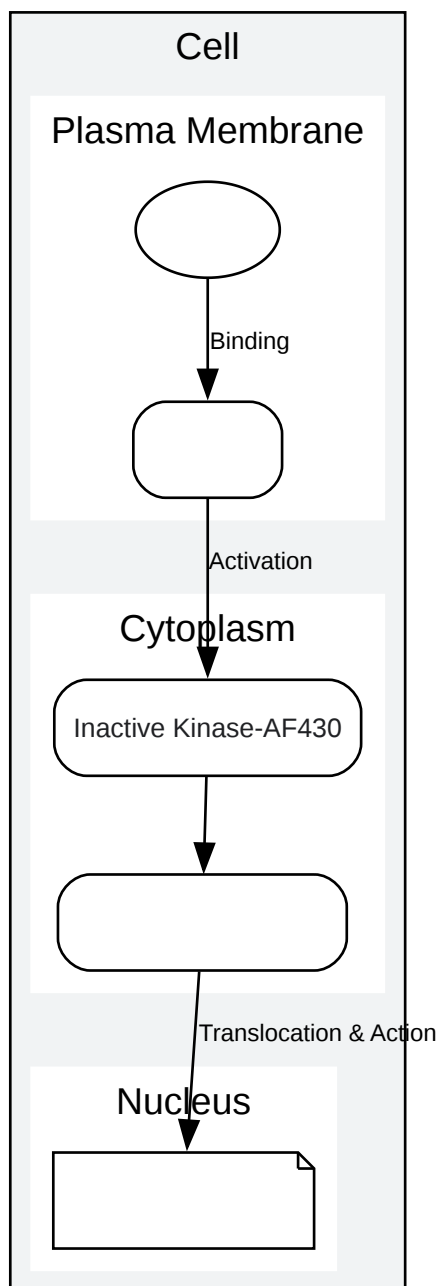 Cell
Plasma Membrane
Binding
Activation
Cytoplasm
Inactive Kinase-AF430
Translocation & Action
Nucleus